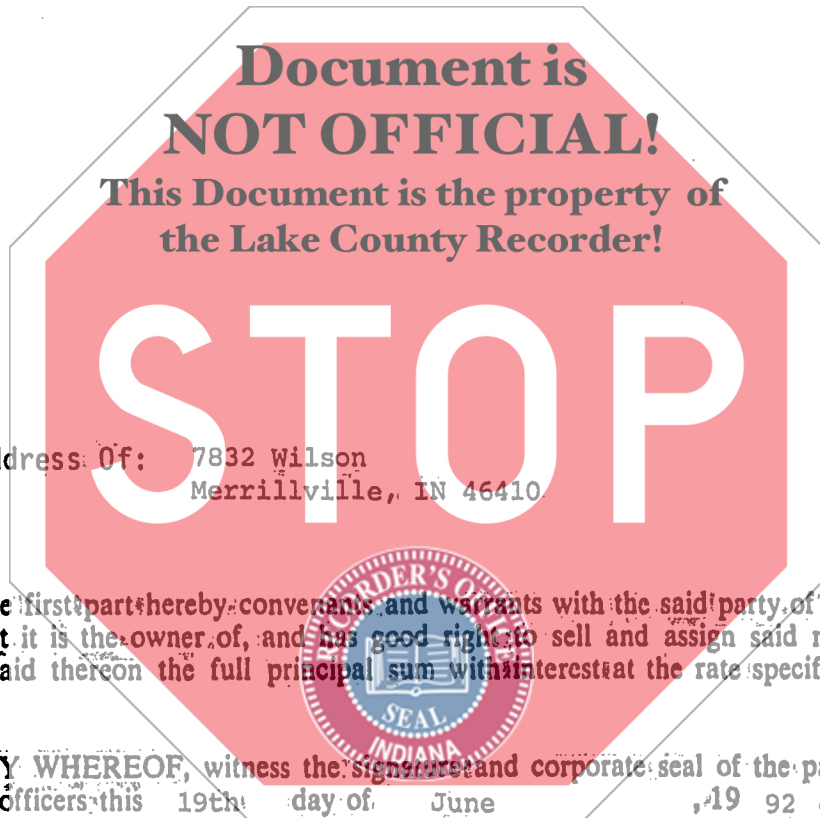 Document is
NOT OFFICIAL!
This Document is the property of
the Lake County Recorder!
STOP
ddress Of: 7832 Wilson
Merrillville, IN 46410
RECORDER'S OFFICE
e first part hereby convenants and warrants with the said party of
t it is the owner of, and has good right to sell and assign said
aid thereon the full principal sum with interest at the rate specif
SEAL
INDIANA
Y WHEREOF, witness the signature and corporate seal of the pa
officers this 19th day of June ,19 92